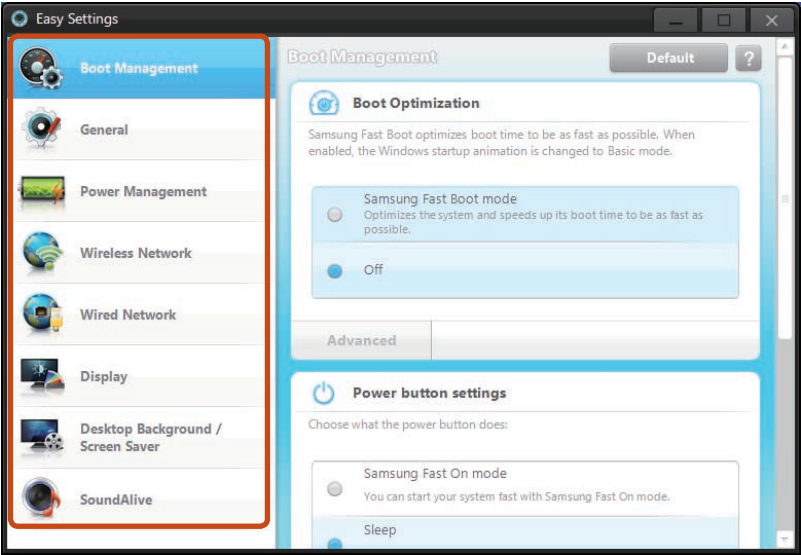 Easy Settings
Boot Management
General
Power Management
Wireless Network
Wired Network
Display
Desktop Background /
Screen Saver
SoundAlive
Boot Management
Default
?
Boot Optimization
Samsung Fast Boot optimizes boot time to be as fast as possible. When
enabled, the Windows startup animation is changed to Basic mode.
Samsung Fast Boot mode
Optimizes the system and speeds up its boot time to be as fast as
possible.
Off
Advanced
Power button settings
Choose what the power button does:
Samsung Fast On mode
You can start your system fast with Samsung Fast On mode.
Sleep